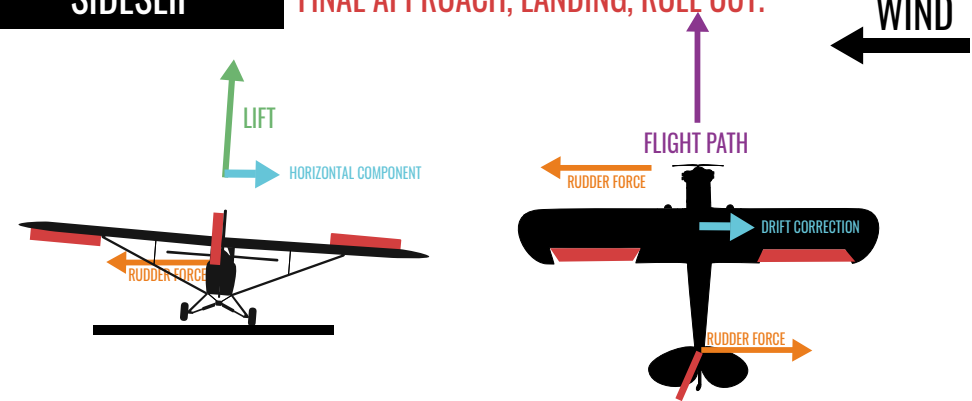 SIDESLIP
FINAL APPROACH, LANDING, ROLL OUT.
WIND
LIFT
HORIZONTAL COMPONENT
RUDDER FORCE
FLIGHT PATH
RUDDER FORCE
DRIFT CORRECTION
RUDDER FORCE